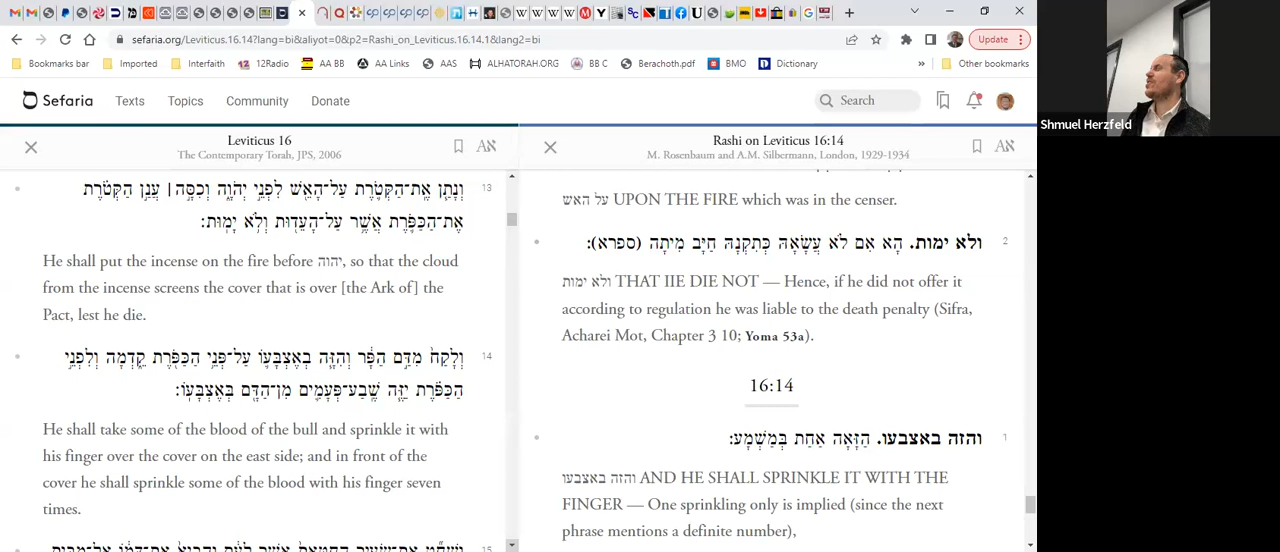 sefaria.org/Leviticus.16.14?lang=bi&aliyot=0&p2=Rashi_on_Leviticus.16.14.1&lang2=bi
Update
Bookmarks bar
Imported
Interfaith
12Radio
AA BB
AA Links
AAS
ALHATORAH.ORG
BB C
Berachoth.pdf
BMO
Dictionary
Other bookmarks
Sefaria
Texts
Topics
Community
Donate
Search
Shmuel Herzfeld
Leviticus 16
The Contemporary Torah, JPS, 2006
13
וְנָתַ֧ן אֶֽת־הַקְּטֹ֛רֶת עַל־הָאֵ֖שׁ לִפְנֵ֣י יְהֹוָ֑ה וְכִסָּ֣ה ׀ עֲנַ֣ן הַקְּטֹ֗רֶת
אֶת־הַכַּפֹּ֛רֶת אֲשֶׁ֥ר עַל־הָעֵד֖וּת וְלֹ֥א יָמֽוּת׃
He shall put the incense on the fire before יהוה, so that the cloud
from the incense screens the cover that is over [the Ark of] the
Pact, lest he die.
14
וְלָקַח֙ מִדַּ֣ם הַפָּ֔ר וְהִזָּ֧ה בְאֶצְבָּע֛וֹ עַל־פְּנֵ֥י הַכַּפֹּ֖רֶת קֵ֑דְמָה וְלִפְנֵ֣י
הַכַּפֹּ֗רֶת יַזֶּ֧ה שֶֽׁבַע־פְּעָמִ֛ים מִן־הַדָּ֖ם בְּאֶצְבָּעֽוֹ׃
He shall take some of the blood of the bull and sprinkle it with
his finger over the cover on the east side; and in front of the
cover he shall sprinkle some of the blood with his finger seven
times.
15
Rashi on Leviticus 16:14
M. Rosenbaum and A.M. Silbermann, London, 1929-1934
על האש UPON THE FIRE which was in the censer.
2
ולא ימות. הָא אִם לֹא עֲשָׂאָהּ כְּתִקְנָהּ חַיָּב מִיתָה (ספרא):
ולא ימות THAT IIE DIE NOT — Hence, if he did not offer it
according to regulation he was liable to the death penalty (Sifra,
Acharei Mot, Chapter 3 10; Yoma 53a).
16:14
1
והזה באצבעו. הַזָּאָה אַחַת בְּמַשְׁמָע:
והזה באצבעו AND HE SHALL SPRINKLE IT WITH THE
FINGER — One sprinkling only is implied (since the next
phrase mentions a definite number),